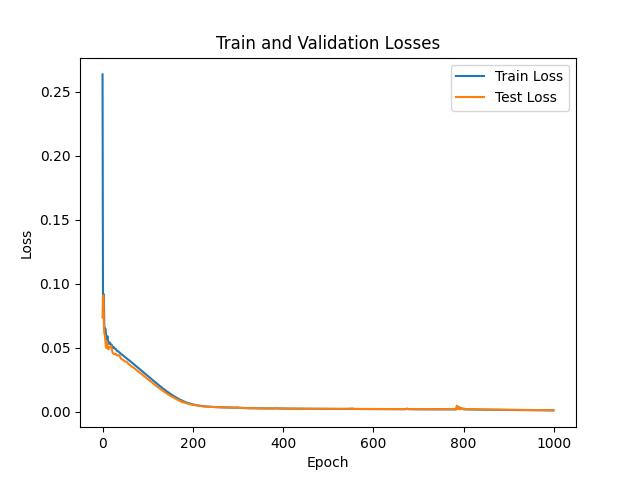 Train and Validation Losses
Train Loss
Test Loss
0.25
0.20
0.15
0.10
0.05
0.00
Loss
0 200 400 600 800 1000
Epoch